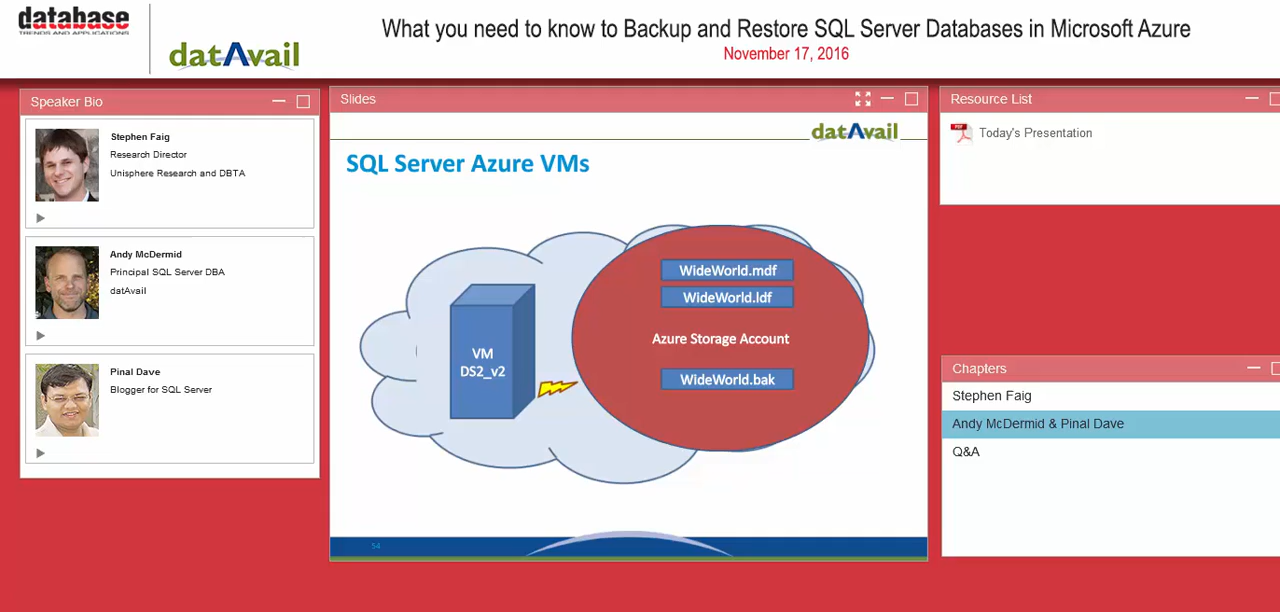 database
TRENDS AND APPLICATIONS
datAvail
What you need to know to Backup and Restore SQL Server Databases in Microsoft Azure
November 17, 2016
Speaker Bio
Stephen Faig
Research Director
Unisphere Research and DBTA
Andy McDermid
Principal SQL Server DBA
datAvail
Pinal Dave
Blogger for SQL Server
Slides
datAvail
SQL Server Azure VMs
VM
DS2_v2
WideWorld.mdf
WideWorld.ldf
Azure Storage Account
WideWorld.bak
54
Resource List
PDF
Today's Presentation
Chapters
Stephen Faig
Andy McDermid & Pinal Dave
Q&A